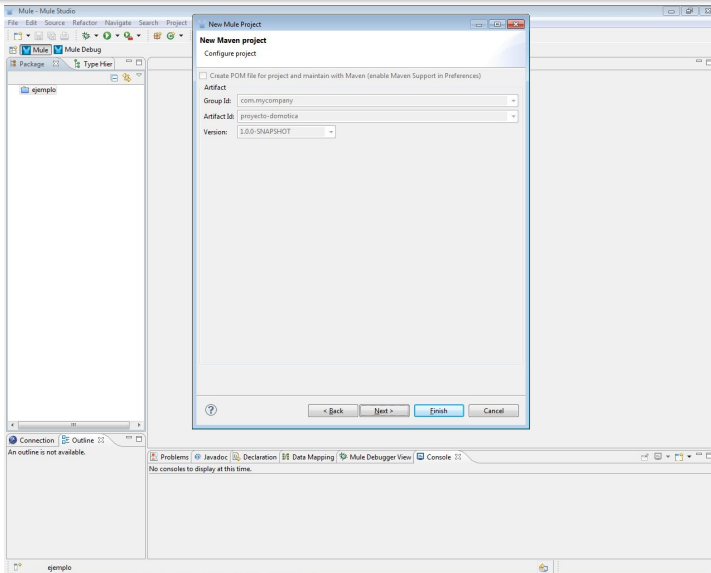 Mule - Mule Studio
File Edit Source Refactor Navigate Search Project
Mule Mule Debug
Package Type Hier
ejemplo
New Mule Project
New Maven project
Configure project
Create POM file for project and maintain with Maven (enable Maven Support in Preferences)
Artifact
Group Id: com.mycompany
Artifact Id: proyecto-domotica
Version: 1.0.0-SNAPSHOT
< Back Next > Finish Cancel
Connection Outline
An outline is not available.
Problems Javadoc Declaration Data Mapping Mule Debugger View Console
No consoles to display at this time.
ejemplo